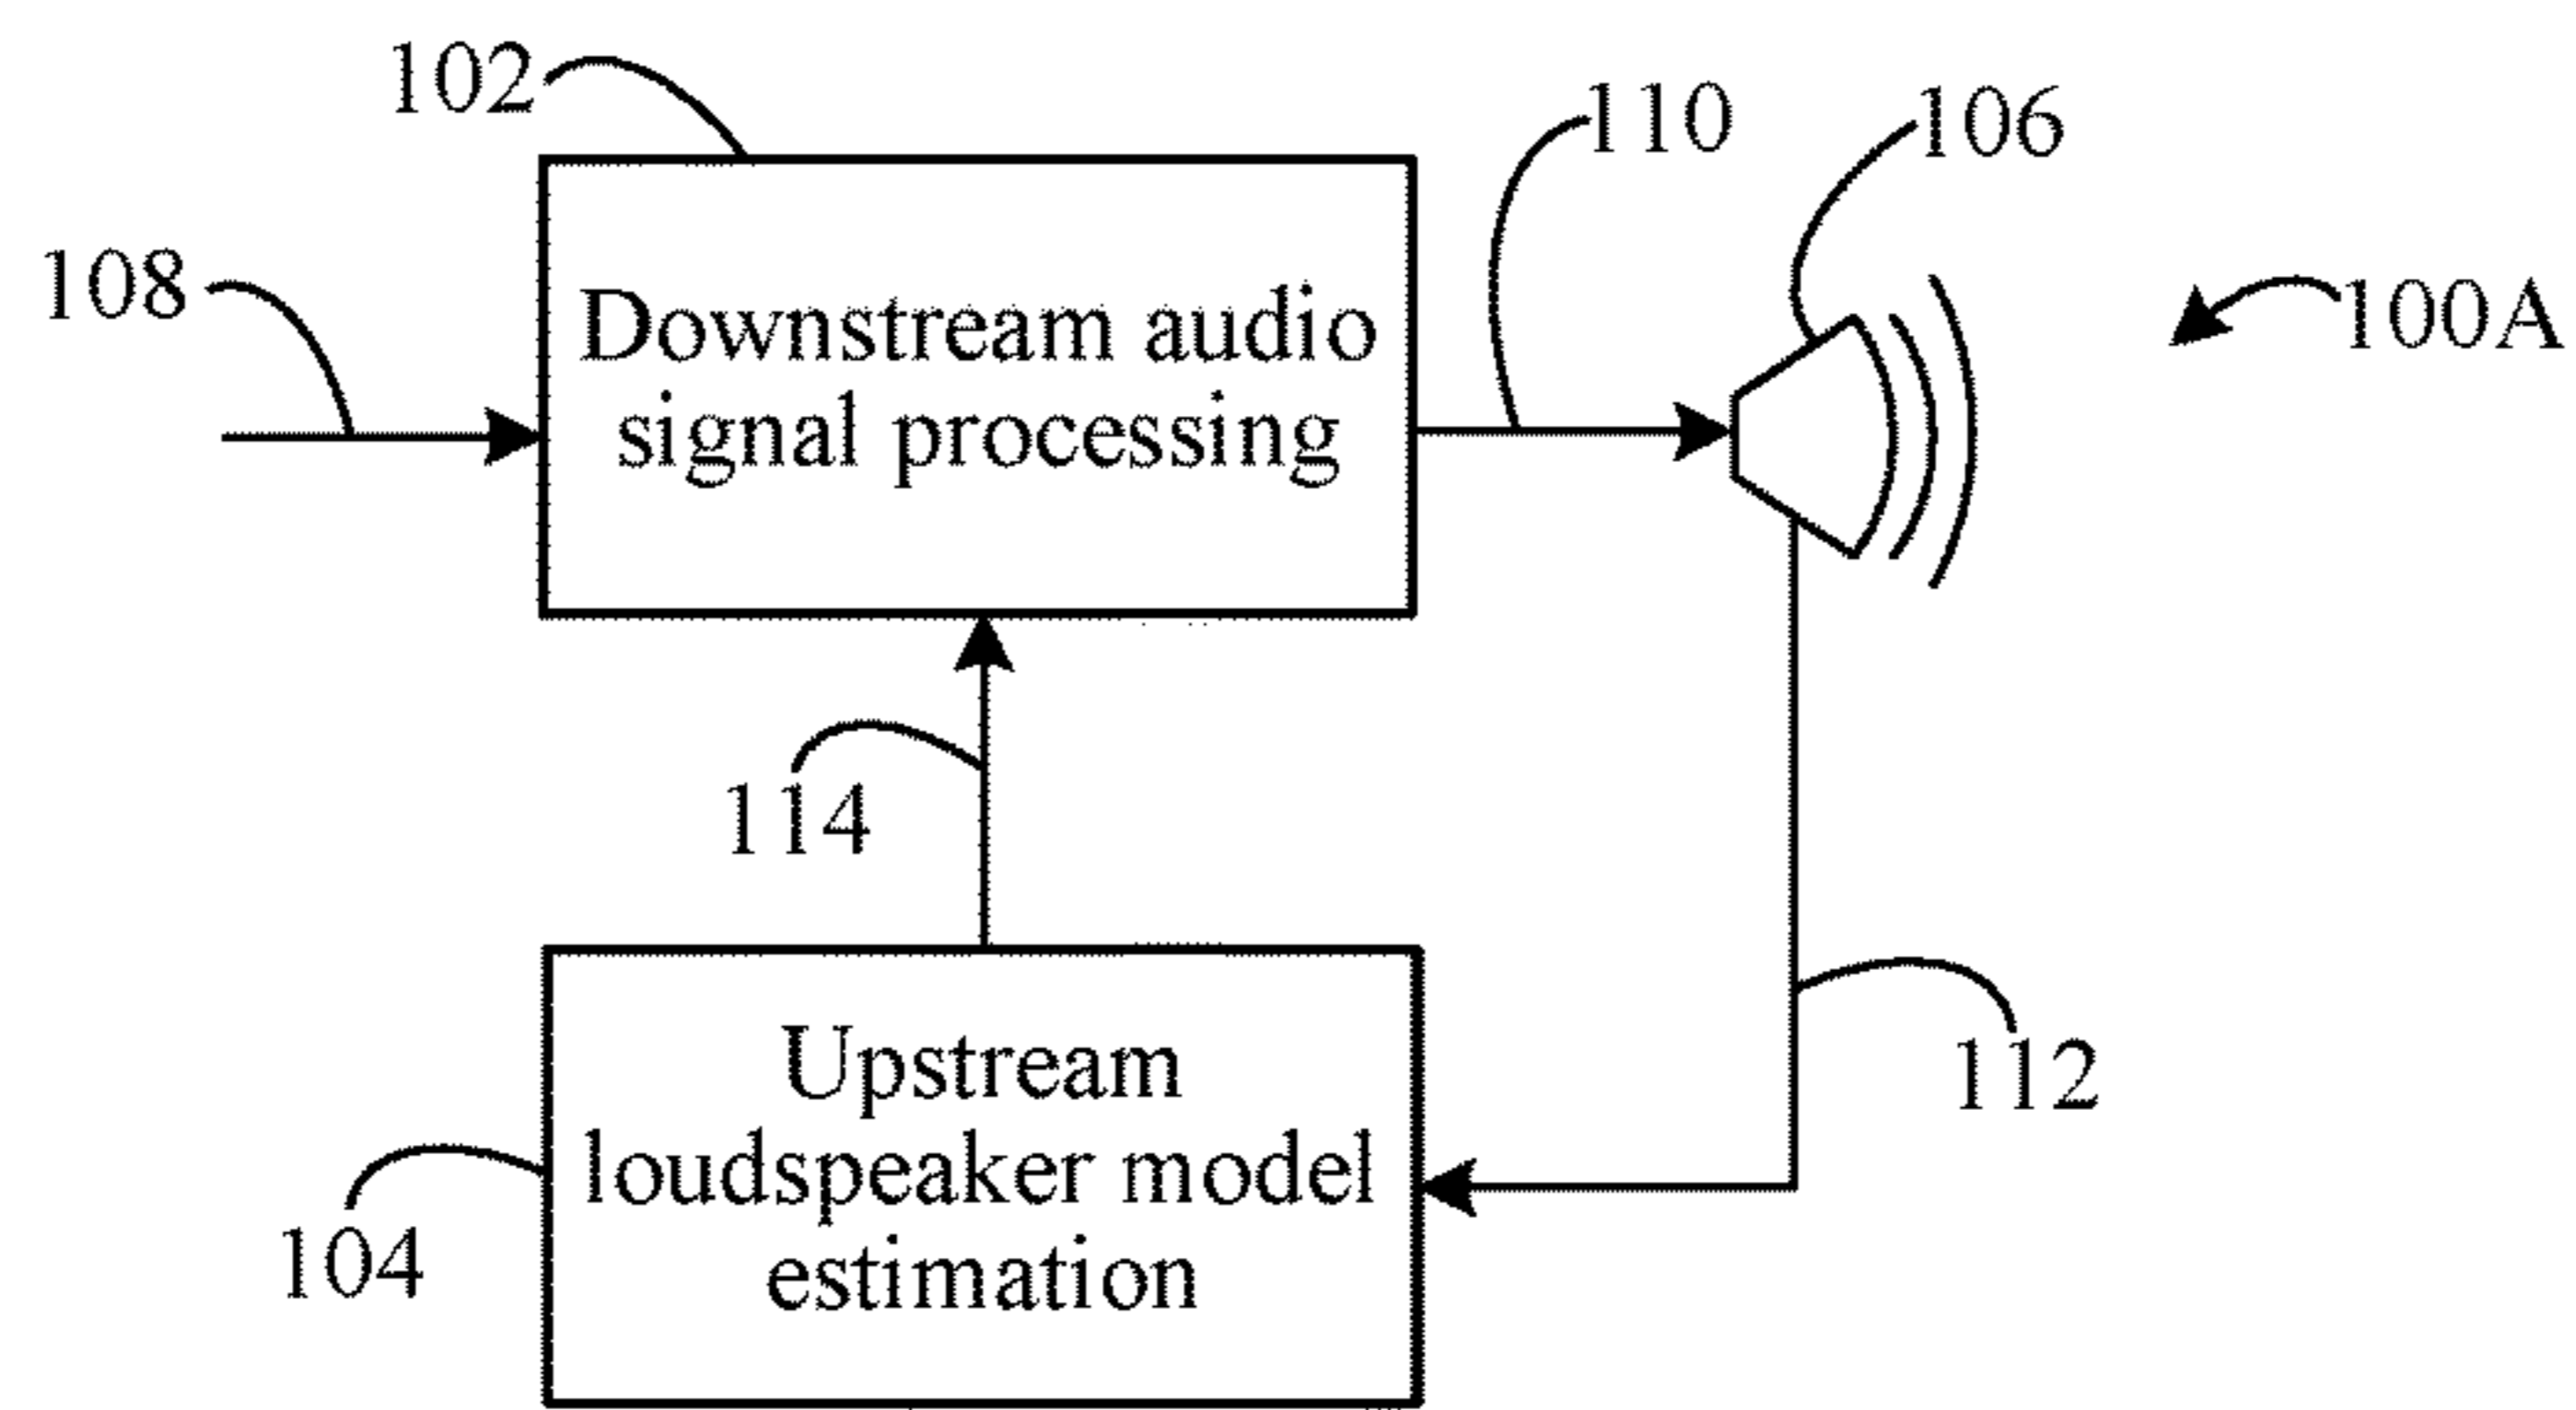 102
110
106
108
100A
Downstream audio
signal processing
114
112
Upstream
loudspeaker model
estimation
104